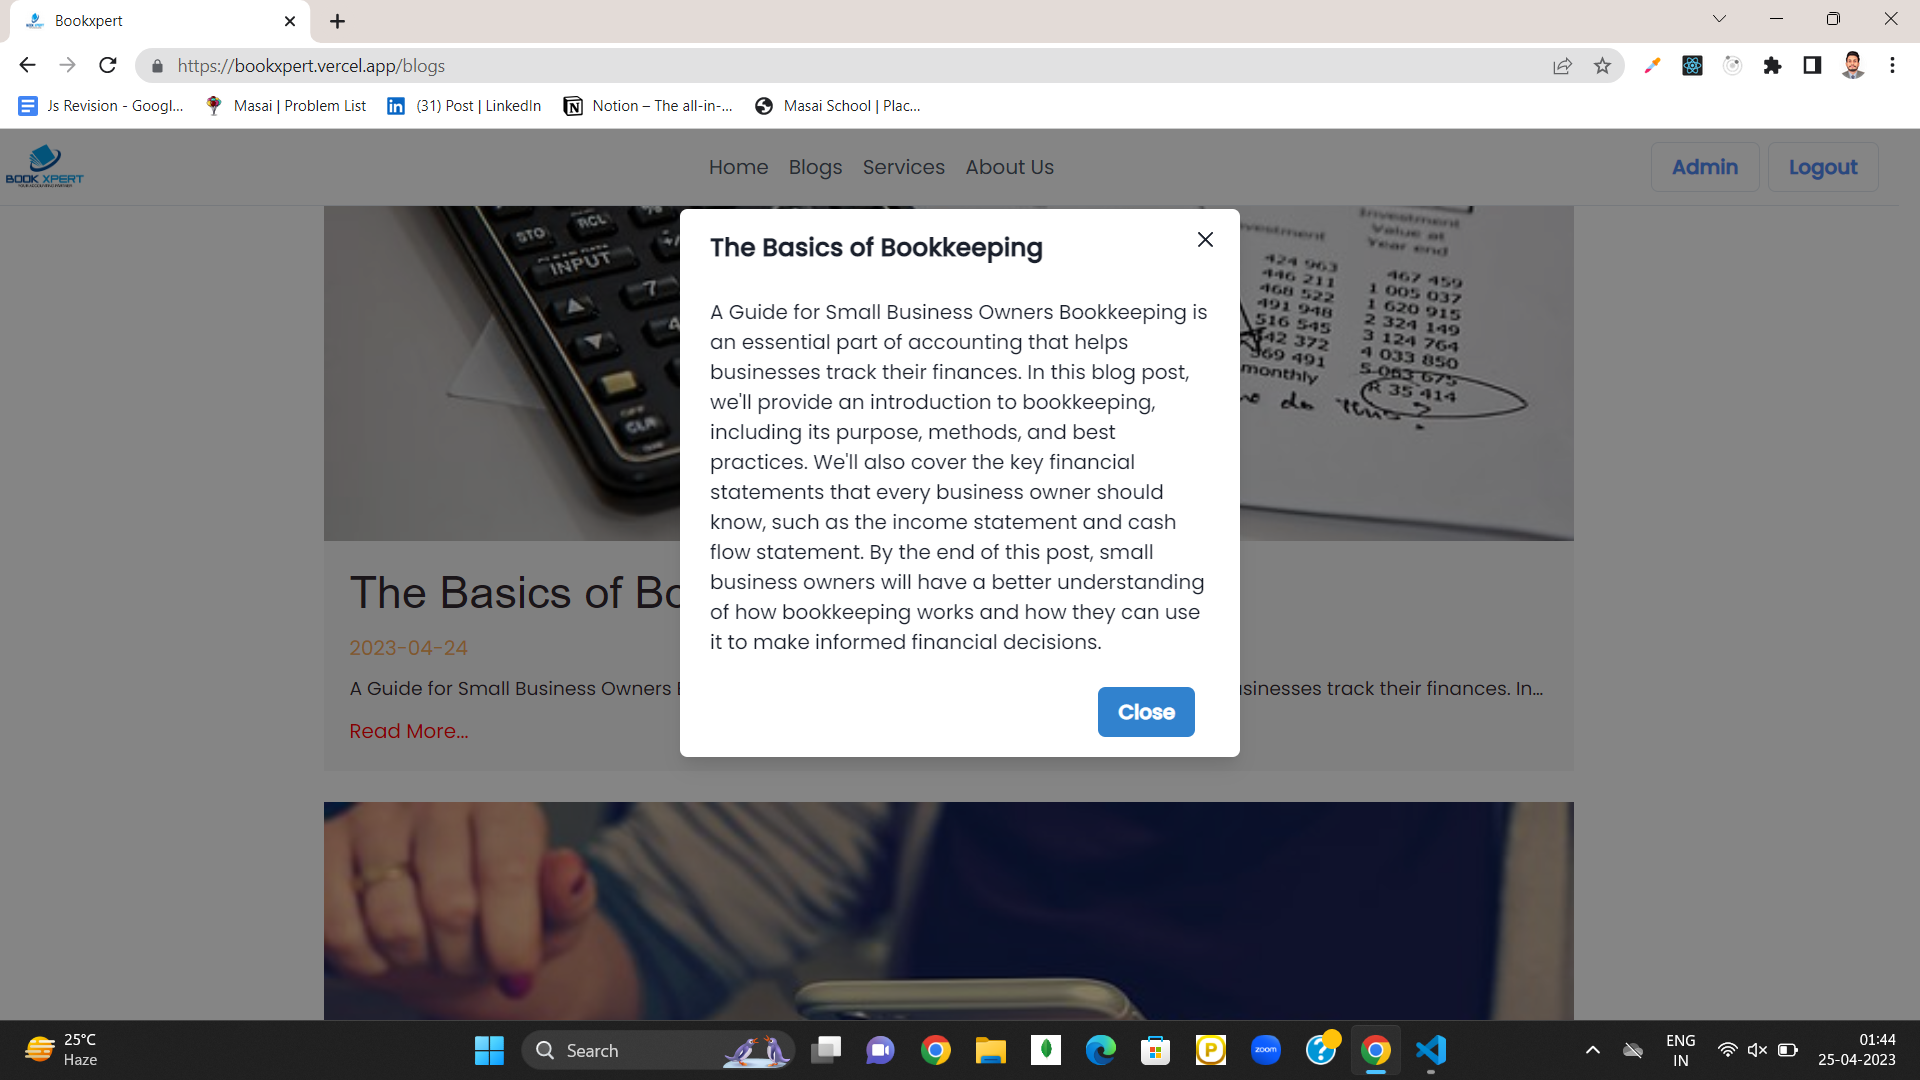 Bookxpert
https://bookxpert.vercel.app/blogs
Js Revision - Googl...
Masai | Problem List
(31) Post | LinkedIn
Notion – The all-in-...
Masai School | Plac...
BOOK XPERT
Home
Blogs
Services
About Us
Admin
Logout
STO
RCL
INPUT
7
4
OFF
CLR
Investment
Value at
Year end
424 963
446 211
468 522
491 948
516 545
542 372
569 491
monthly
467 459
1 005 037
1 620 915
2 324 149
3 124 764
4 033 850
5 063 675
R 35 414
The Basics of Bookkeeping
A Guide for Small Business Owners Bookkeeping is
an essential part of accounting that helps
businesses track their finances. In this blog post,
we'll provide an introduction to bookkeeping,
including its purpose, methods, and best
practices. We'll also cover the key financial
statements that every business owner should
know, such as the income statement and cash
flow statement. By the end of this post, small
business owners will have a better understanding
of how bookkeeping works and how they can use
it to make informed financial decisions.
Close
The Basics of Bo
2023-04-24
A Guide for Small Business Owners
sinesses track their finances. In...
Read More...
25°C
Haze
Search
zoom
ENG
IN
01:44
25-04-2023